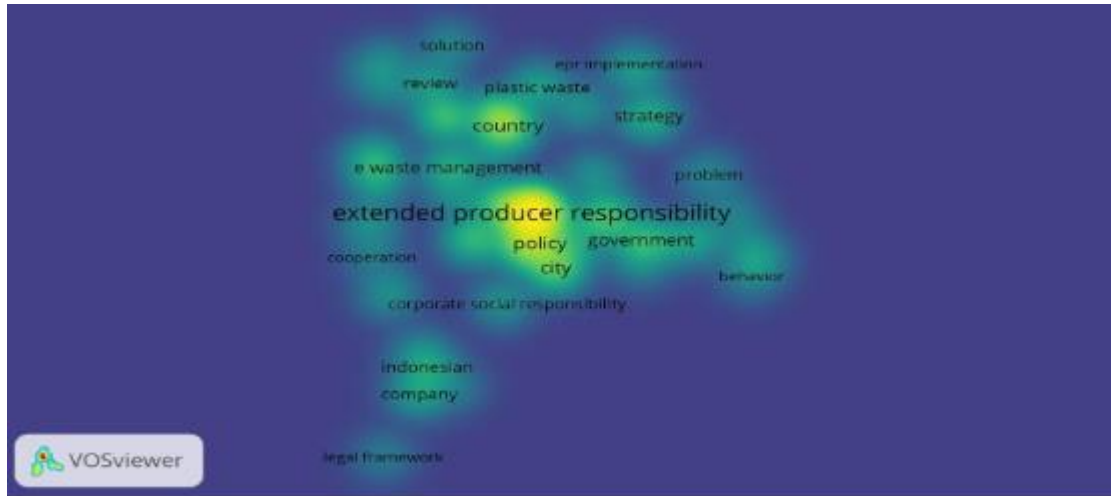 solution
epr implementation
review
plastic waste
country
strategy
e waste management
problem
extended producer responsibility
policy
government
cooperation
city
behavior
corporate social responsibility
indonesian
company
legal framework
VOSviewer